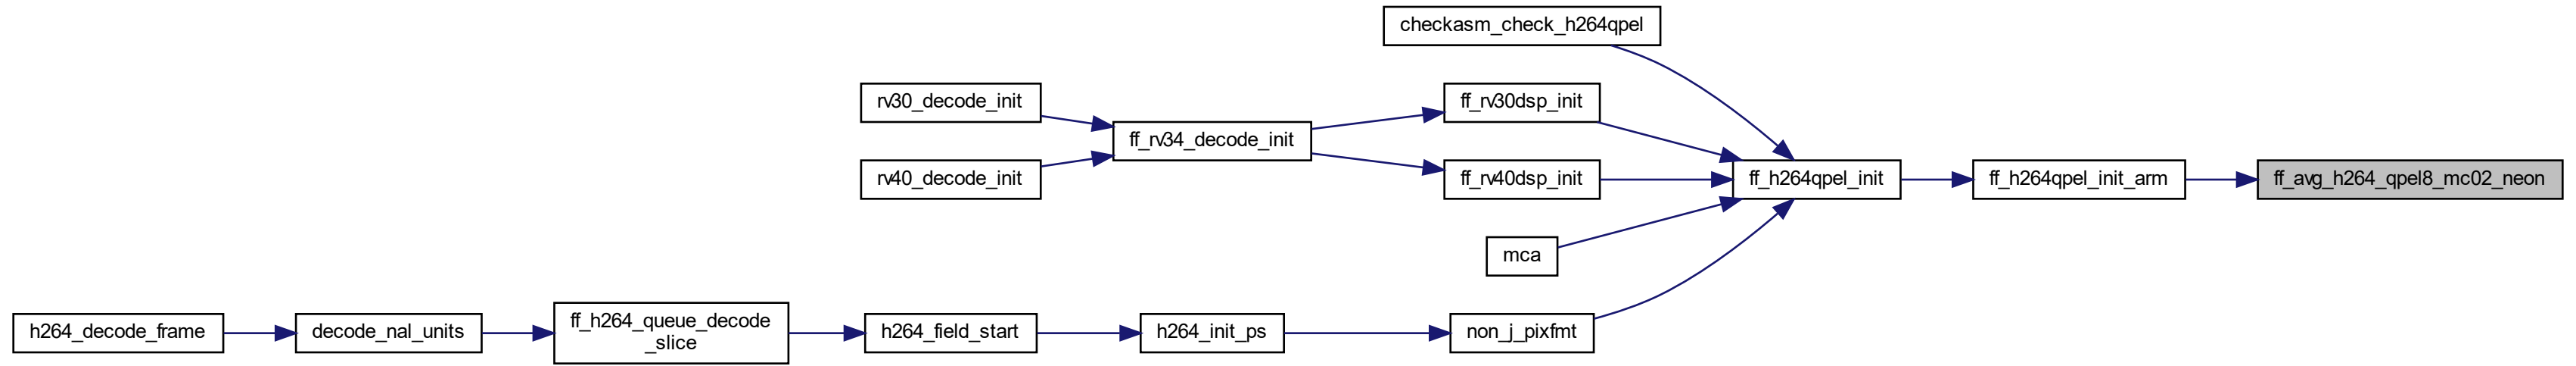 checkasm_check_h264qpel
rv30_decode_init
ff_rv30dsp_init
ff_rv34_decode_init
rv40_decode_init
ff_rv40dsp_init
ff_h264qpel_init
ff_h264qpel_init_arm
ff_avg_h264_qpel8_mc02_neon
mca
h264_decode_frame
decode_nal_units
ff_h264_queue_decode
_slice
h264_field_start
h264_init_ps
non_j_pixfmt